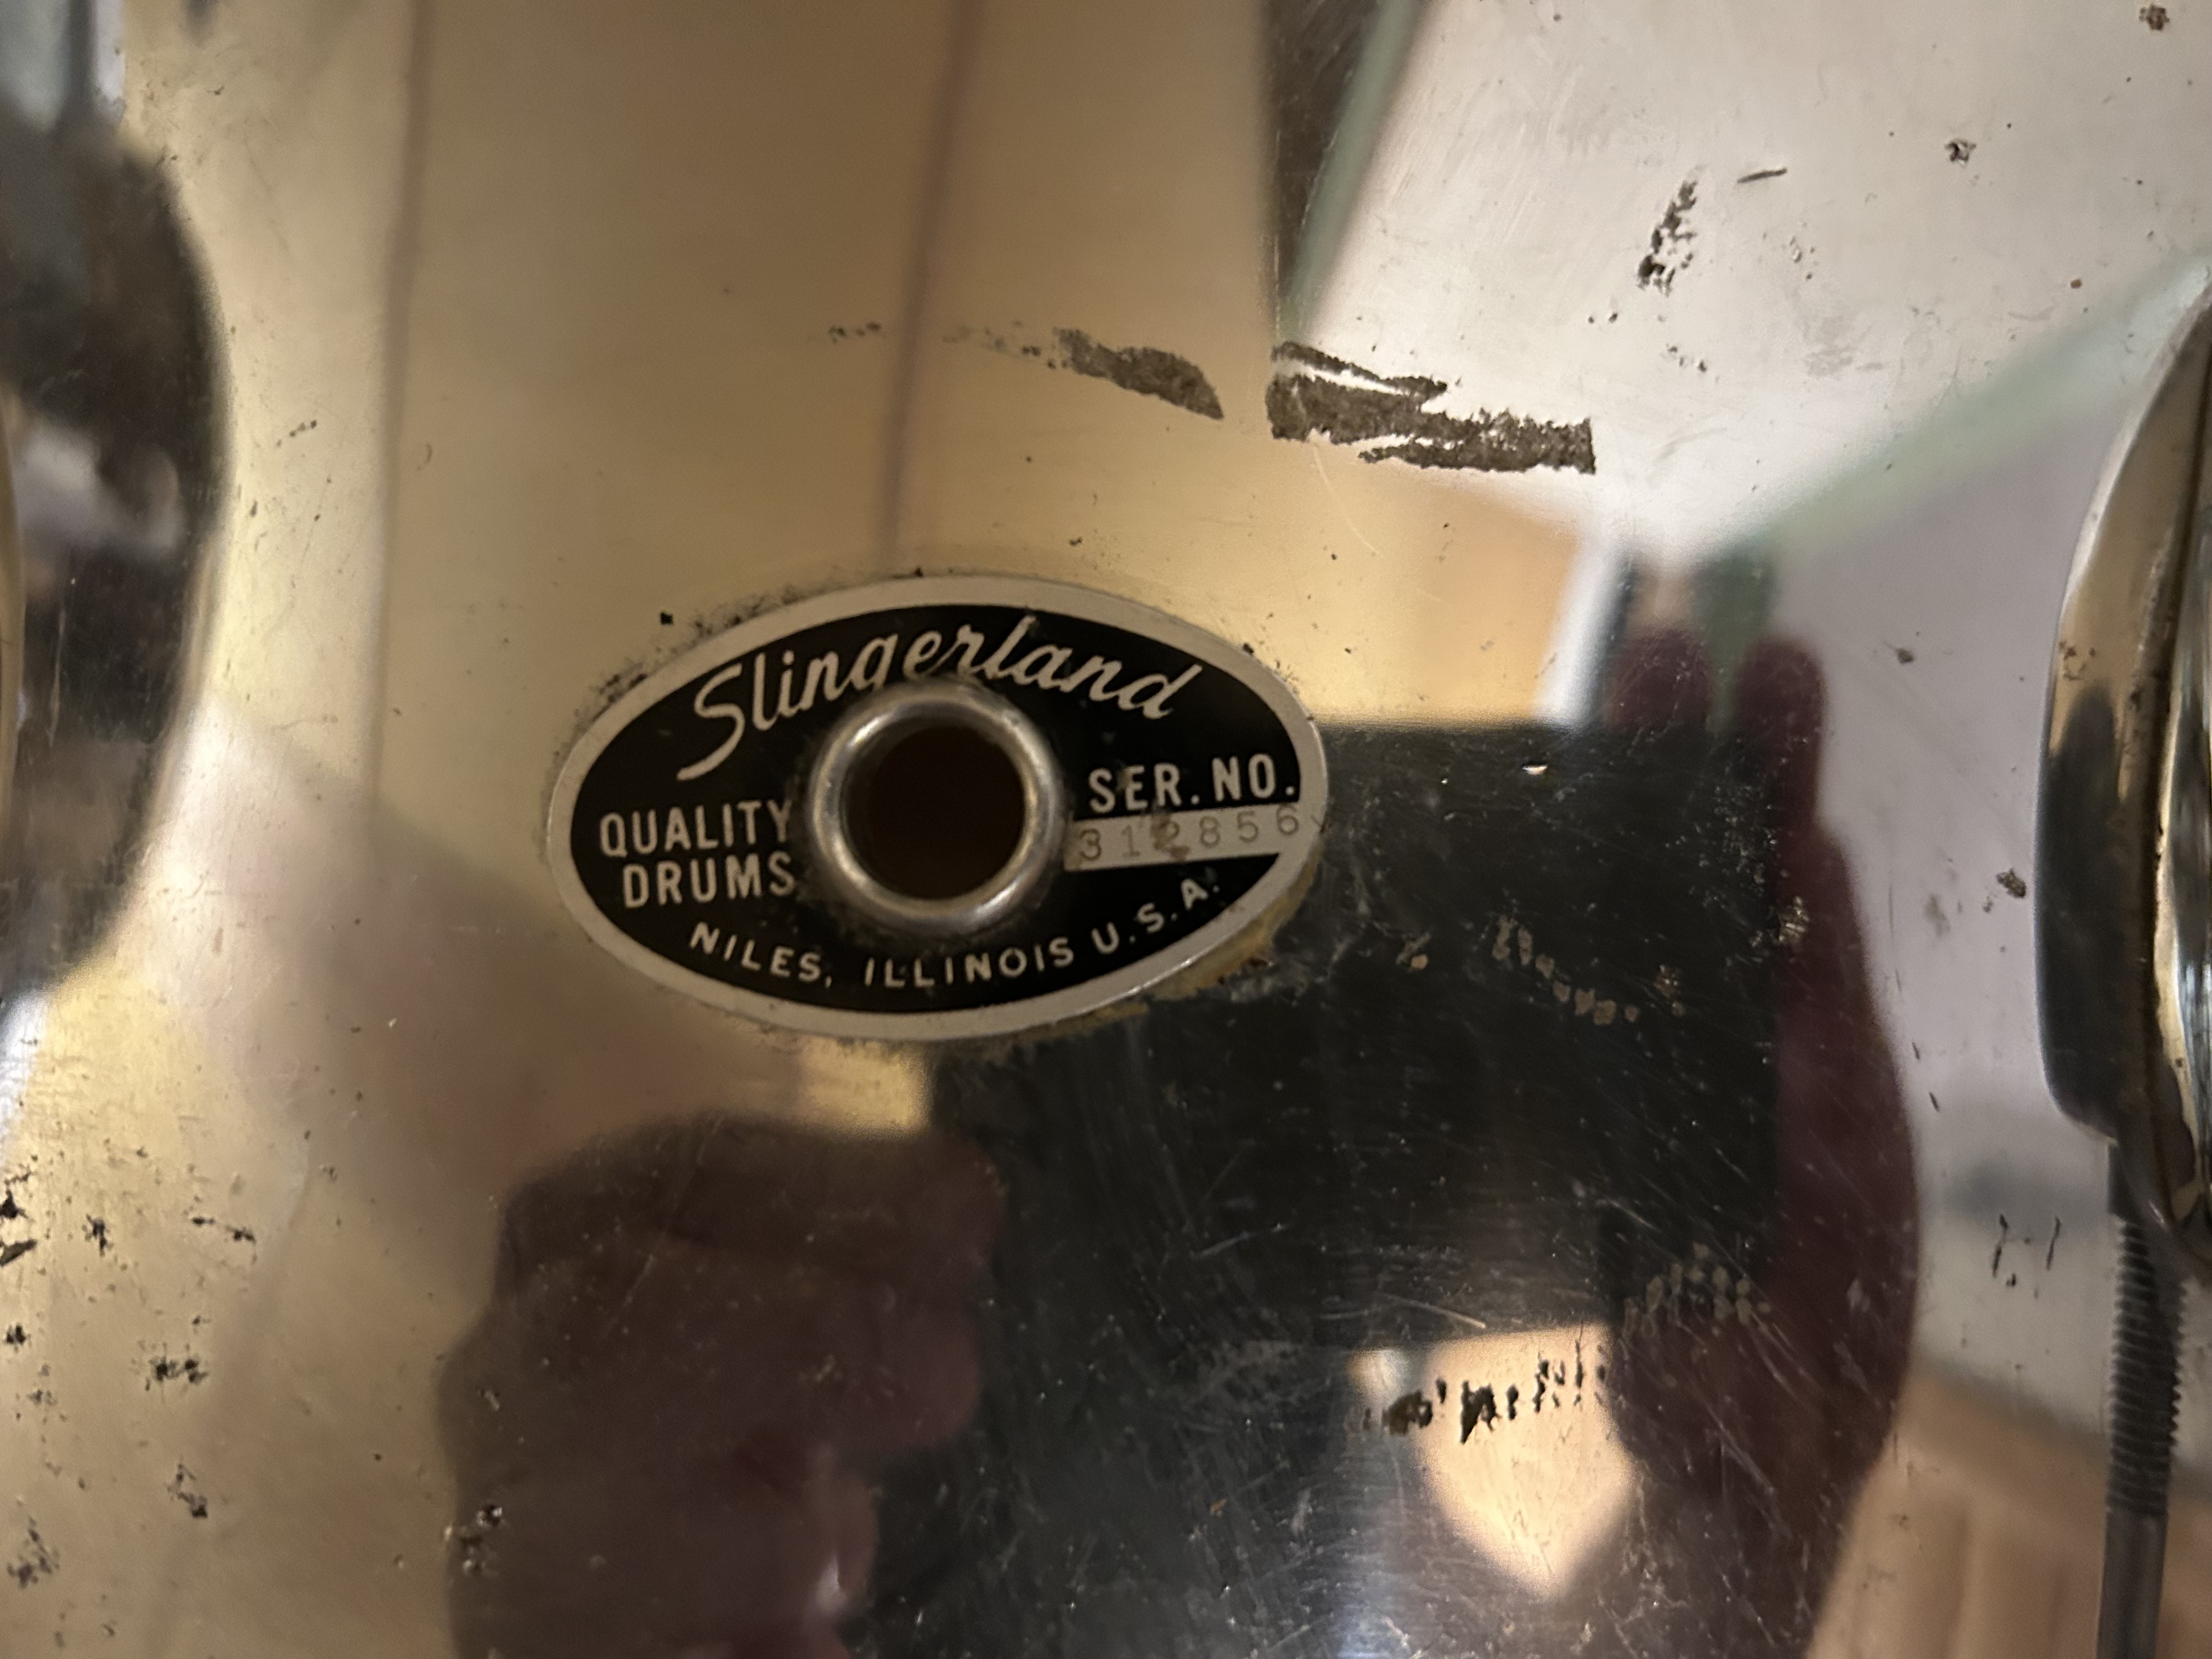 Slingerland
QUALITY
DRUMS
SER. NO.
312856
NILES, ILLINOIS U.S.A.